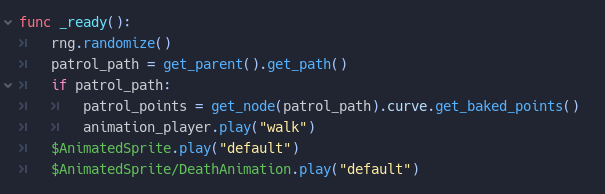 func _ready():
rng.randomize()
patrol_path = get_parent().get_path()
if patrol_path:
patrol_points = get_node(patrol_path).curve.get_baked_points()
animation_player.play("walk")
$AnimatedSprite.play("default")
$AnimatedSprite/DeathAnimation.play("default")